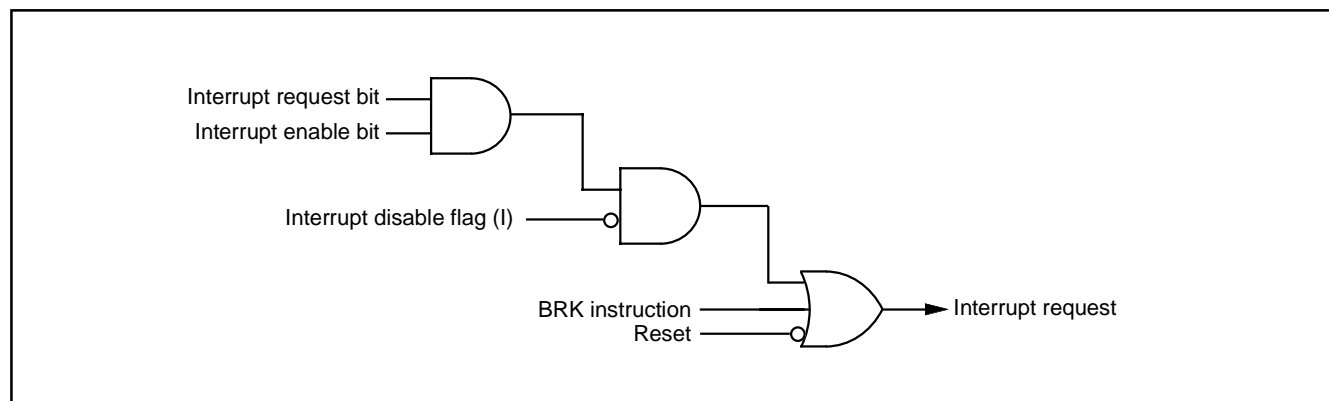 Interrupt request bit
Interrupt enable bit
Interrupt disable flag (I)
BRK instruction
Reset
Interrupt request